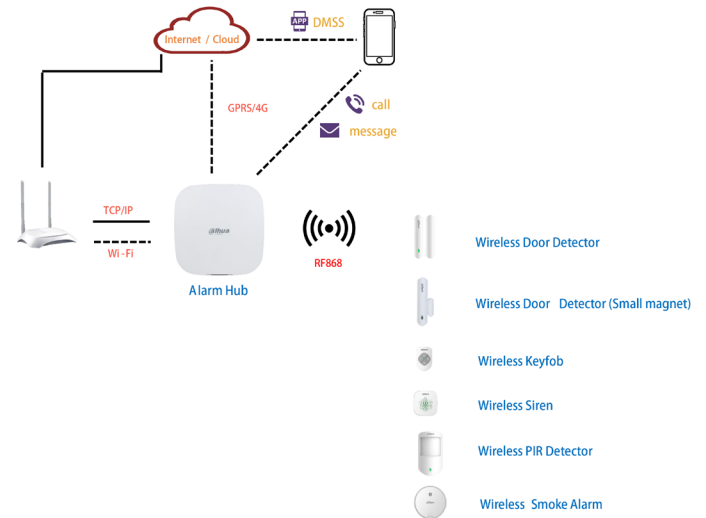 APP DMSS
Internet / Cloud
GPRS/4G
call
message
TCP/IP
Wi-Fi
alhua
RF868
Alarm Hub
Wireless Door Detector
Wireless Door Detector (Small magnet)
Wireless Keyfob
Wireless Siren
Wireless PIR Detector
Wireless Smoke Alarm